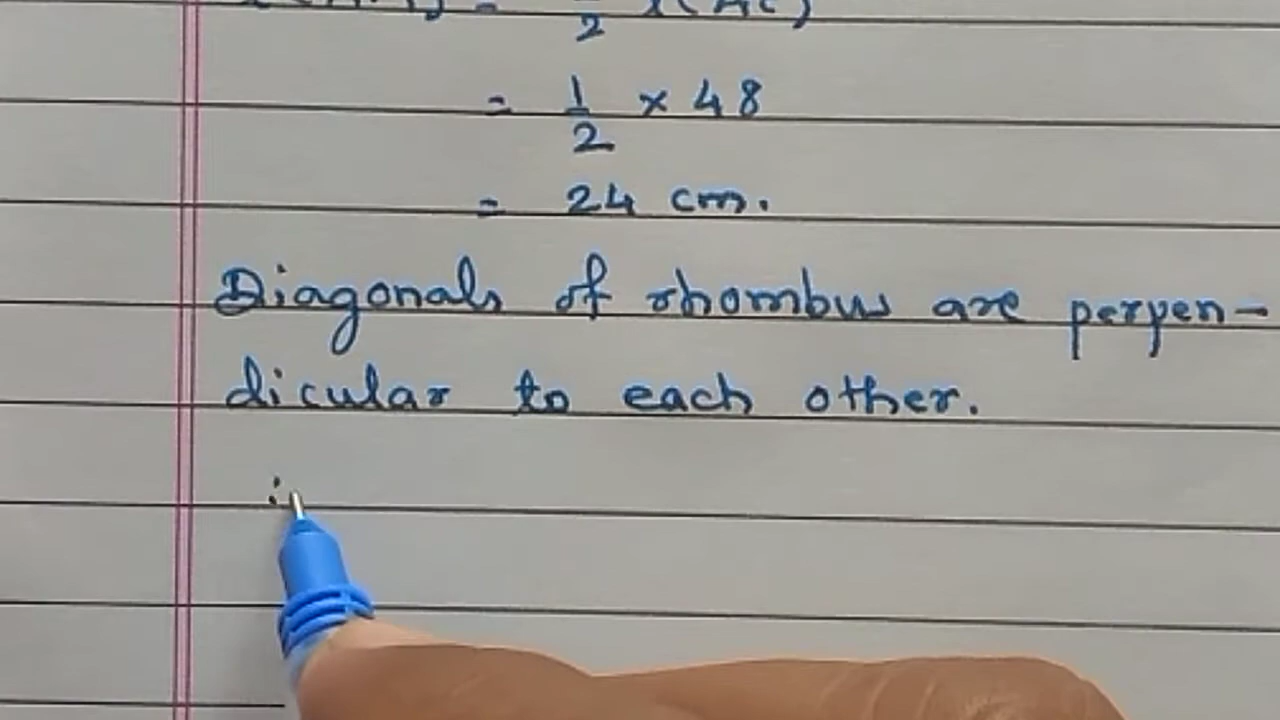 = 1/2 × 48
= 24 cm.
Diagonals of rhombus are perpen-
dicular to each other.
: